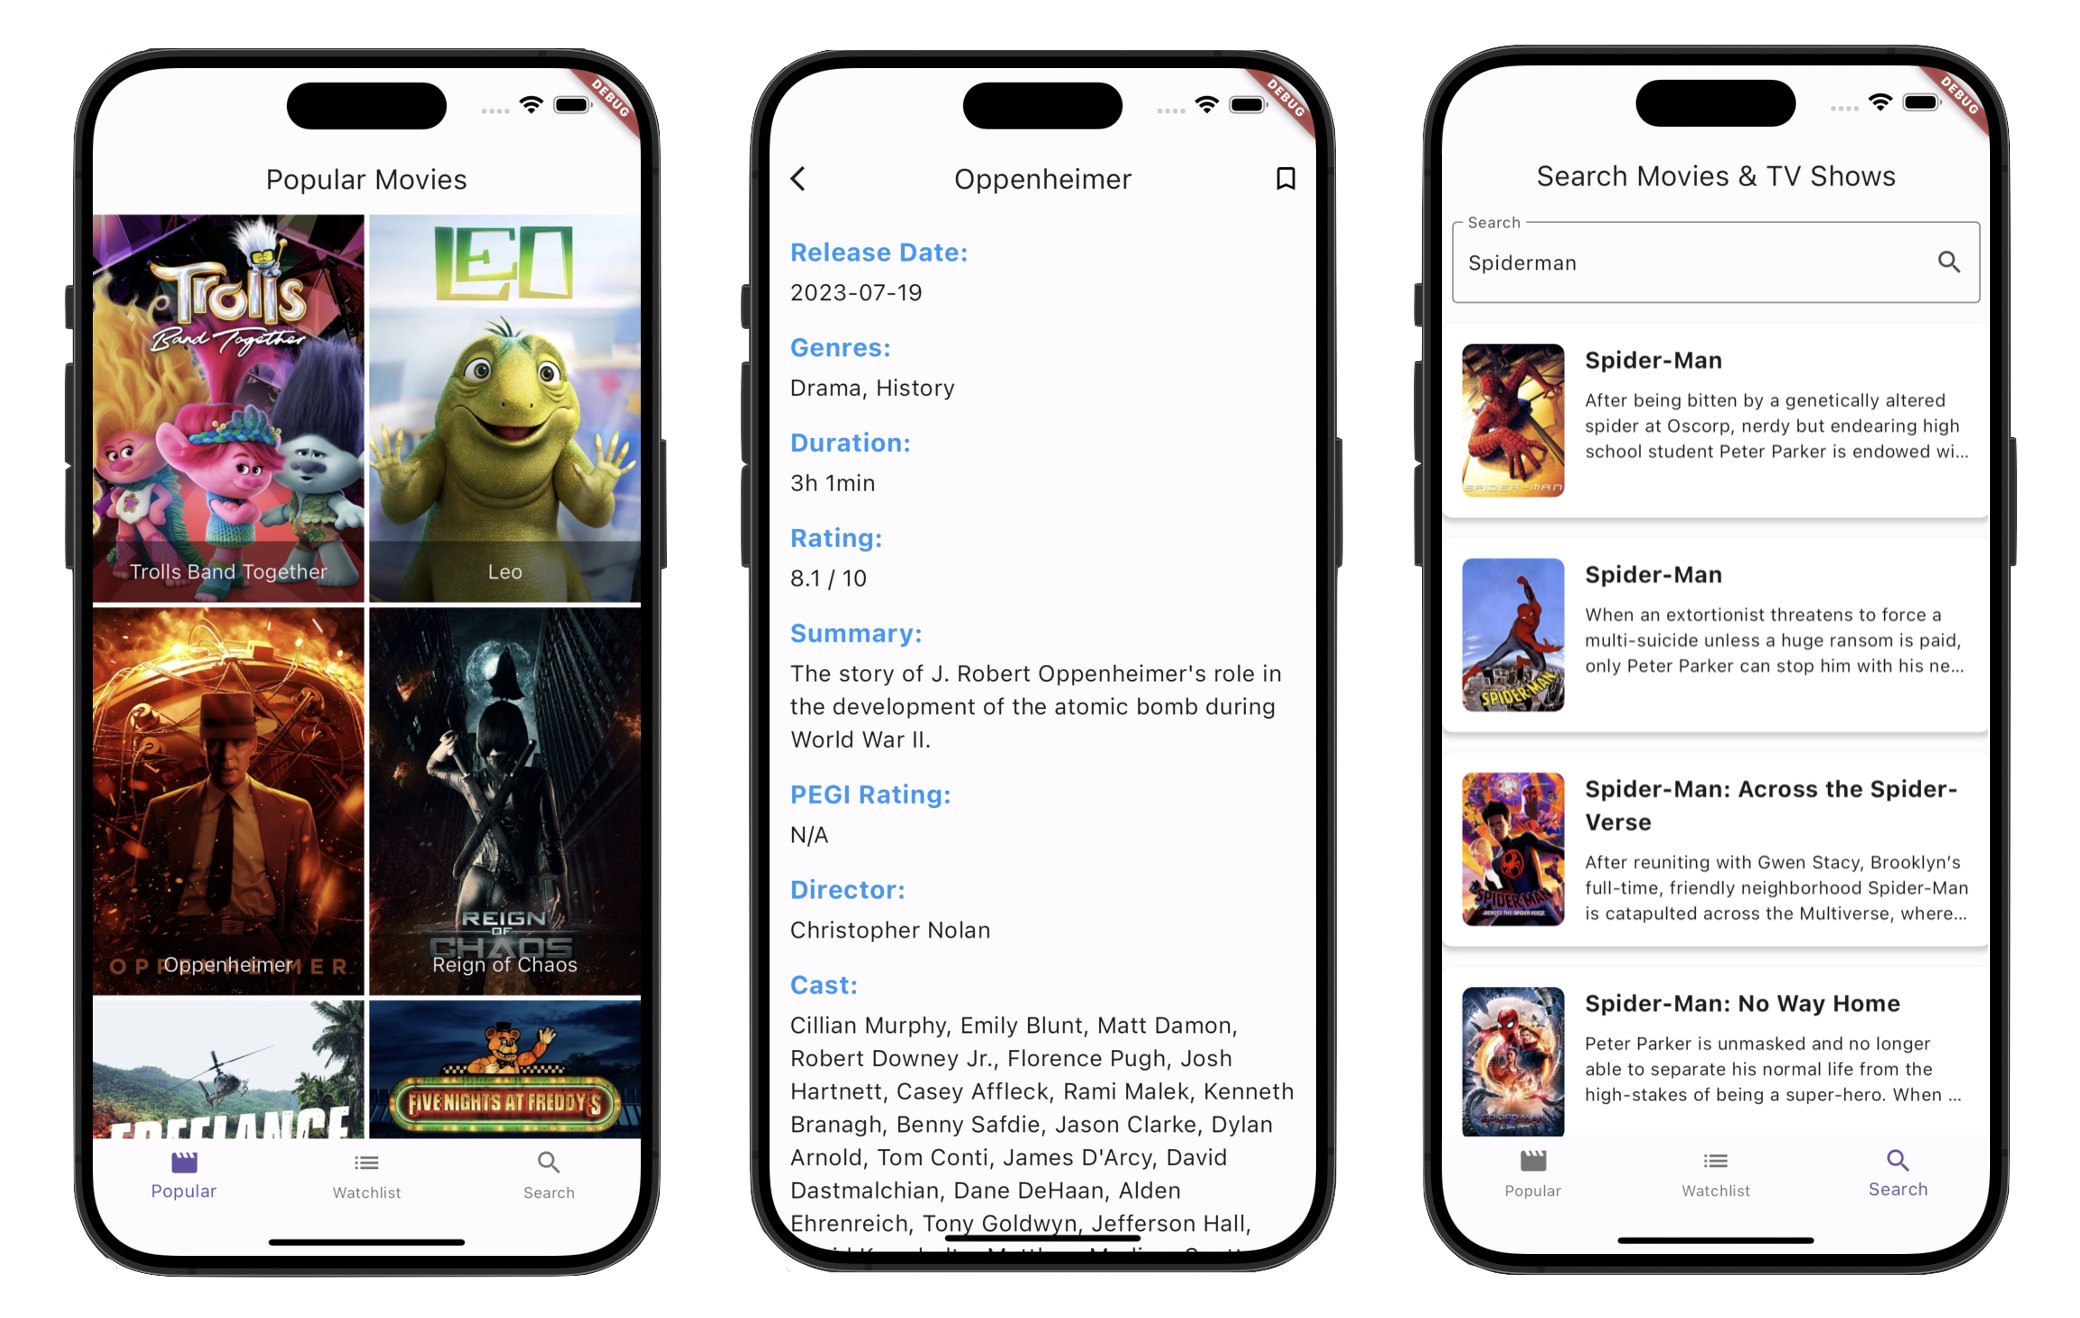 DEBUG
Popular Movies
Trolls
Band Together
Trolls Band Together
LEO
Leo
OPPENHEIMER
Oppenheimer
REIGN
OF
CHAOS
Reign of Chaos
FREELANCE
FIVE NIGHTS AT FREDDY'S
Popular
Watchlist
Search
DEBUG
Oppenheimer
Release Date:
2023-07-19
Genres:
Drama, History
Duration:
3h 1min
Rating:
8.1 / 10
Summary:
The story of J. Robert Oppenheimer's role in
the development of the atomic bomb during
World War II.
PEGI Rating:
N/A
Director:
Christopher Nolan
Cast:
Cillian Murphy, Emily Blunt, Matt Damon,
Robert Downey Jr., Florence Pugh, Josh
Hartnett, Casey Affleck, Rami Malek, Kenneth
Branagh, Benny Safdie, Jason Clarke, Dylan
Arnold, Tom Conti, James D'Arcy, David
Dastmalchian, Dane DeHaan, Alden
Ehrenreich, Tony Goldwyn, Jefferson Hall,
DEBUG
Search Movies & TV Shows
Search
Spiderman
SPIDER-MAN
Spider-Man
After being bitten by a genetically altered
spider at Oscorp, nerdy but endearing high
school student Peter Parker is endowed wi...
SPIDER-MAN
Spider-Man
When an extortionist threatens to force a
multi-suicide unless a huge ransom is paid,
only Peter Parker can stop him with his ne...
SPIDER-MAN
ACROSS THE SPIDER-VERSE
Spider-Man: Across the Spider-
Verse
After reuniting with Gwen Stacy, Brooklyn’s
full-time, friendly neighborhood Spider-Man
is catapulted across the Multiverse, where...
Spider-Man: No Way Home
Peter Parker is unmasked and no longer
able to separate his normal life from the
high-stakes of being a super-hero. When ...
Popular
Watchlist
Search